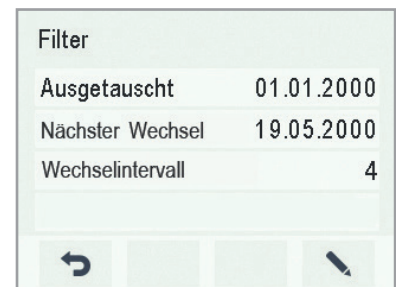 Filter
Ausgetauscht 01.01.2000
Nächster Wechsel 19.05.2000
Wechselintervall 4